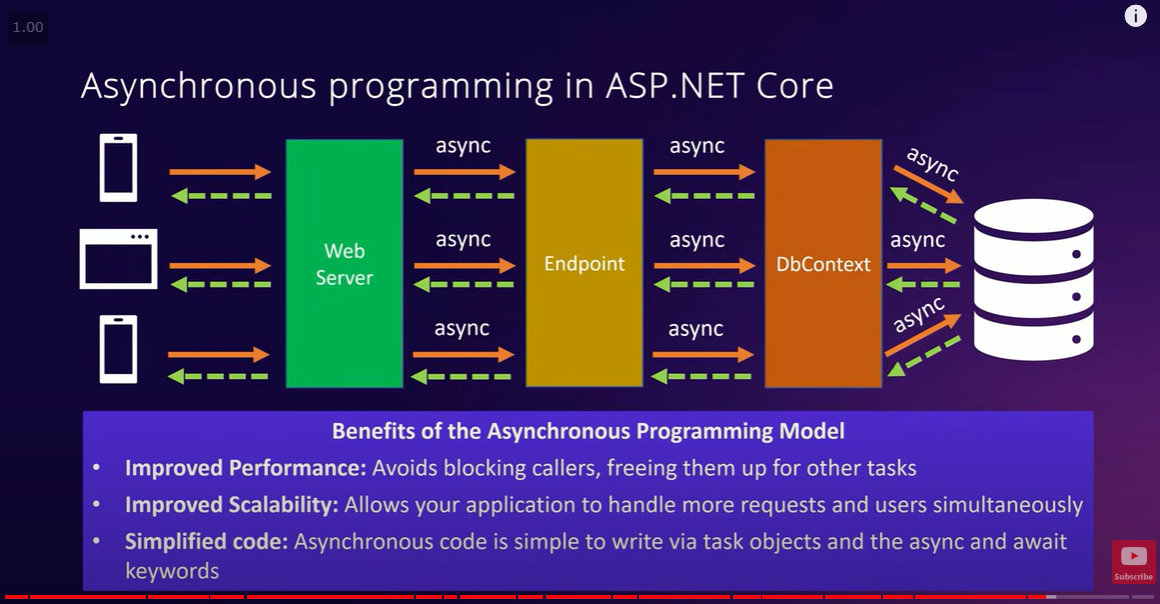 1.00
i
Asynchronous programming in ASP.NET Core
async async async
Web
Server
Endpoint
DbContext
async async async
async async async
Benefits of the Asynchronous Programming Model
• Improved Performance: Avoids blocking callers, freeing them up for other tasks
• Improved Scalability: Allows your application to handle more requests and users simultaneously
• Simplified code: Asynchronous code is simple to write via task objects and the async and await
keywords
Subscribe